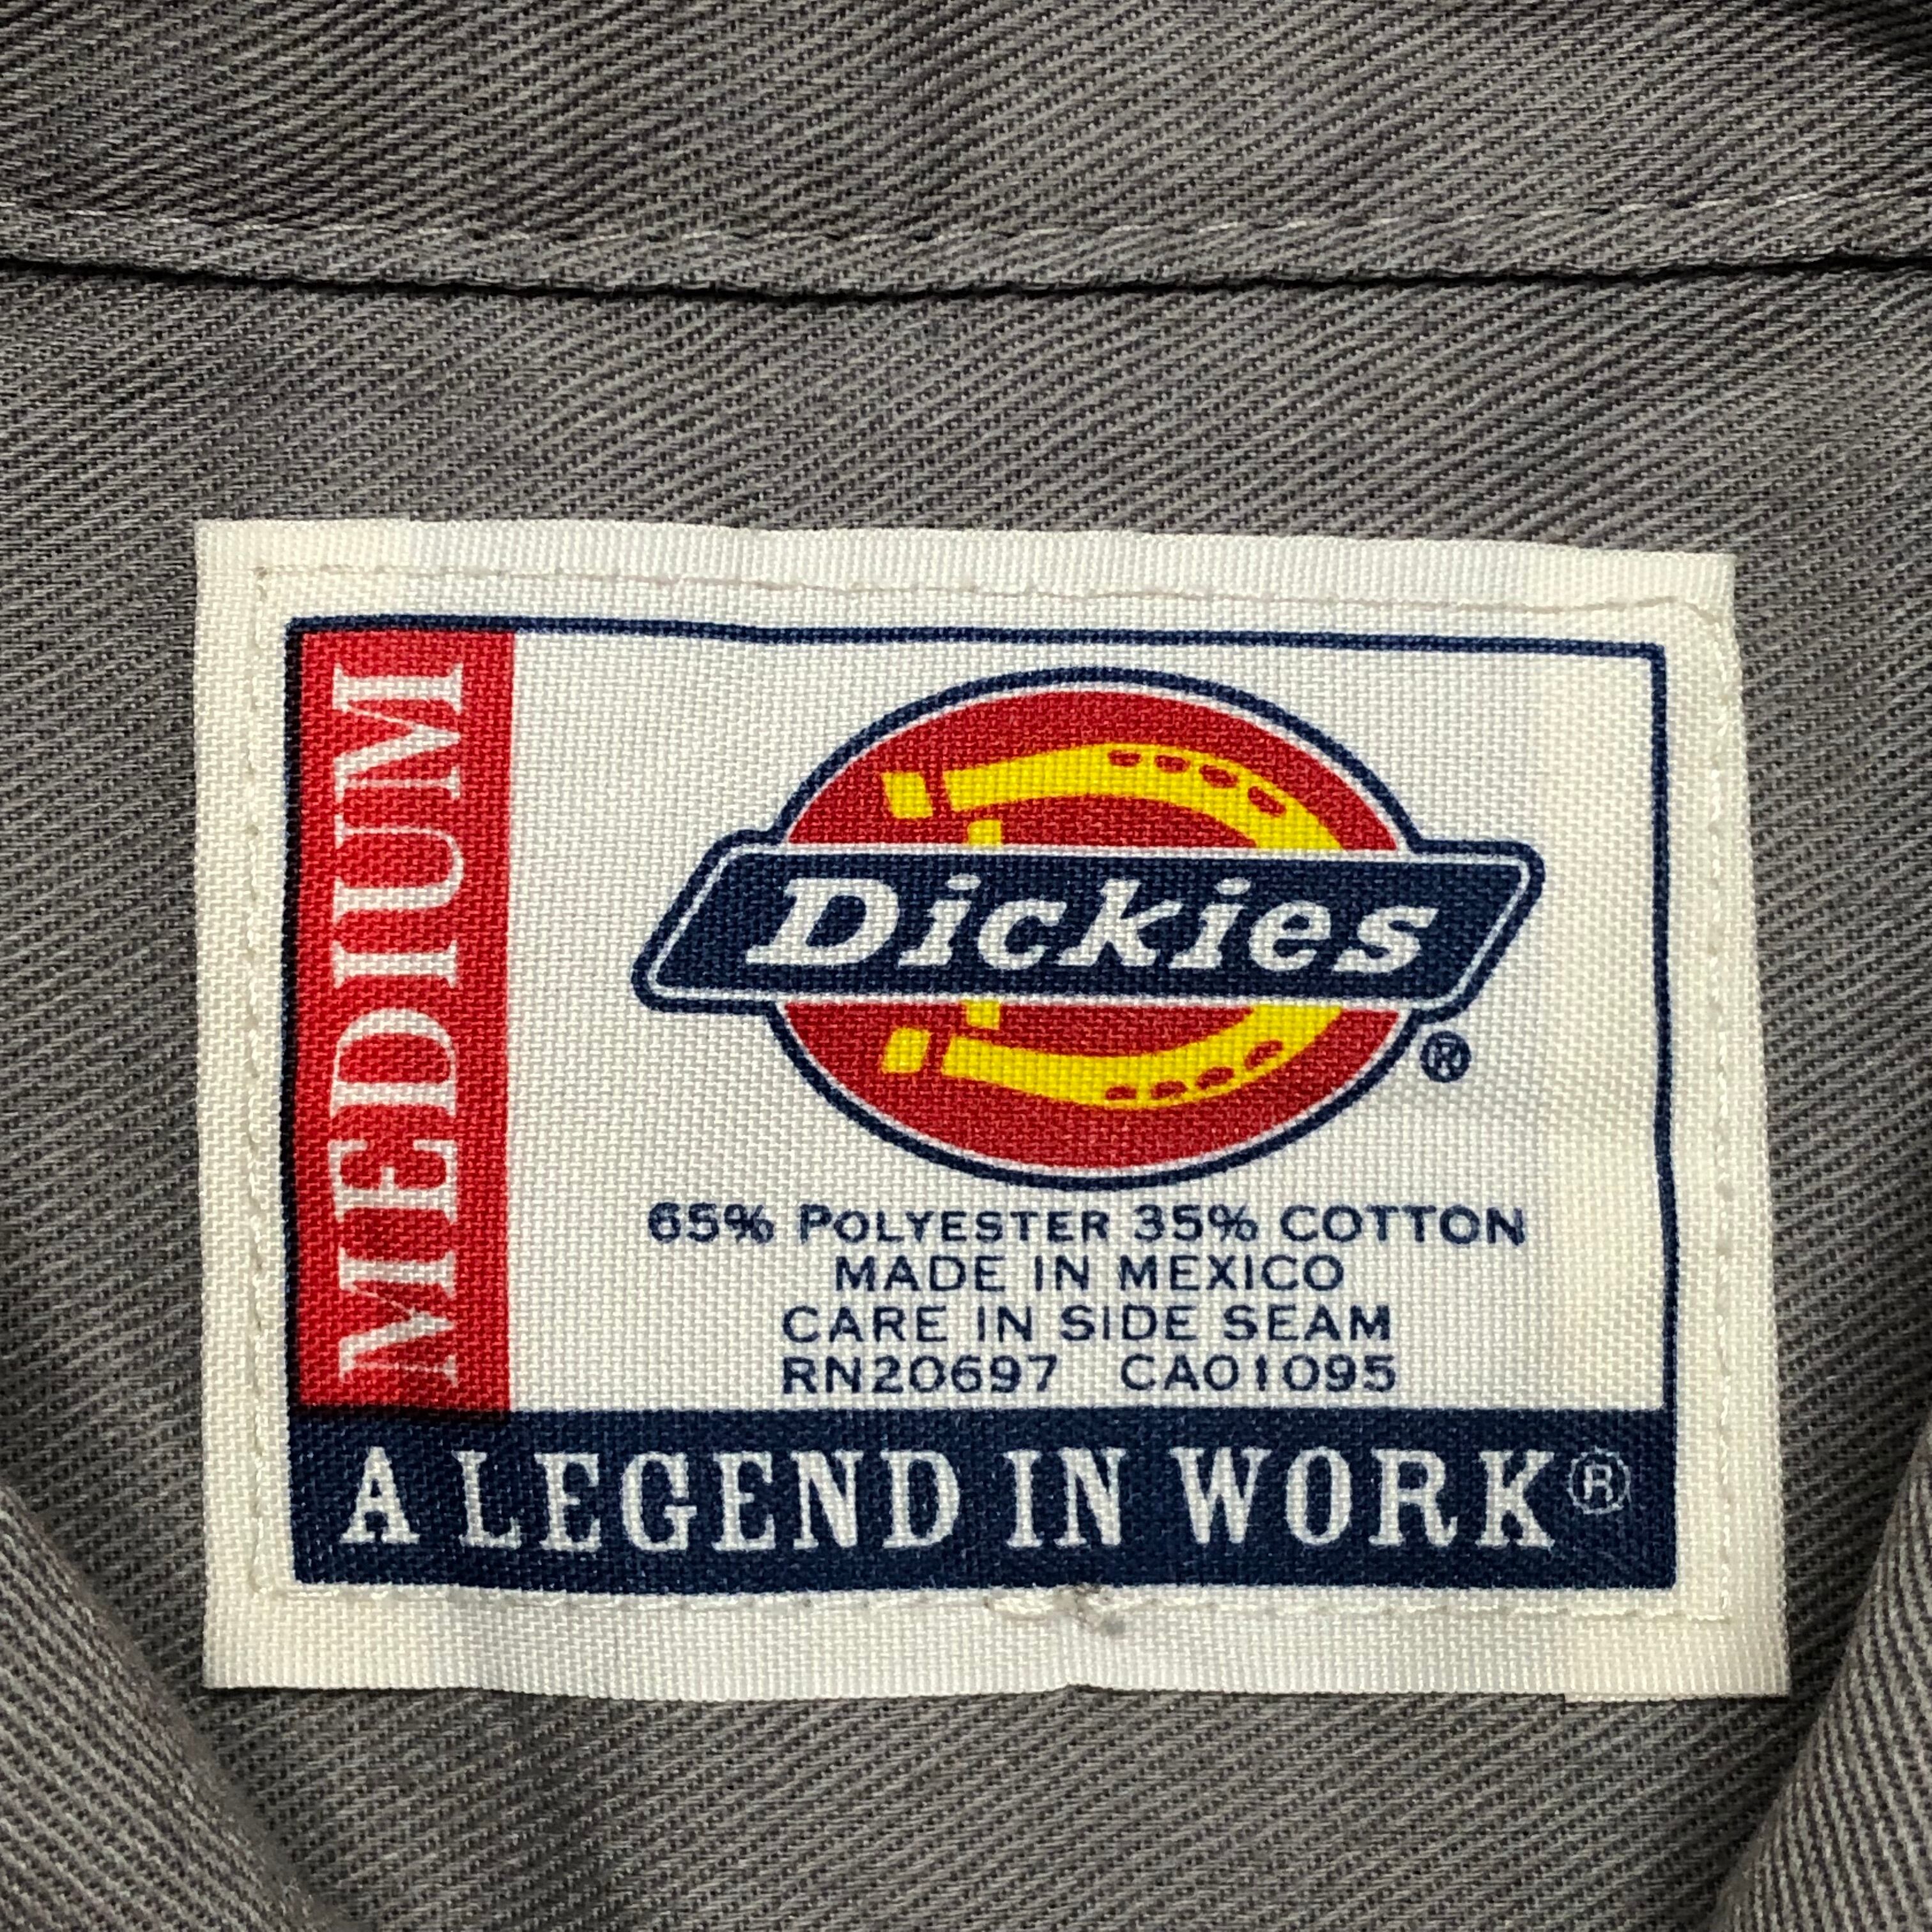 MEDIUM
Dickies
®
65% POLYESTER 35% COTTON
MADE IN MEXICO
CARE IN SIDE SEAM
RN20697 CA01095
A LEGEND IN WORK®